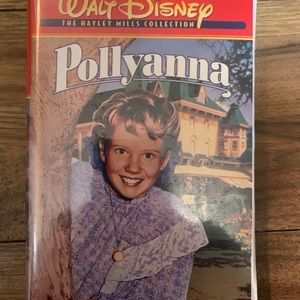 WALT DISNEY
THE HAYLEY MILLS COLLECTION
Pollyanna